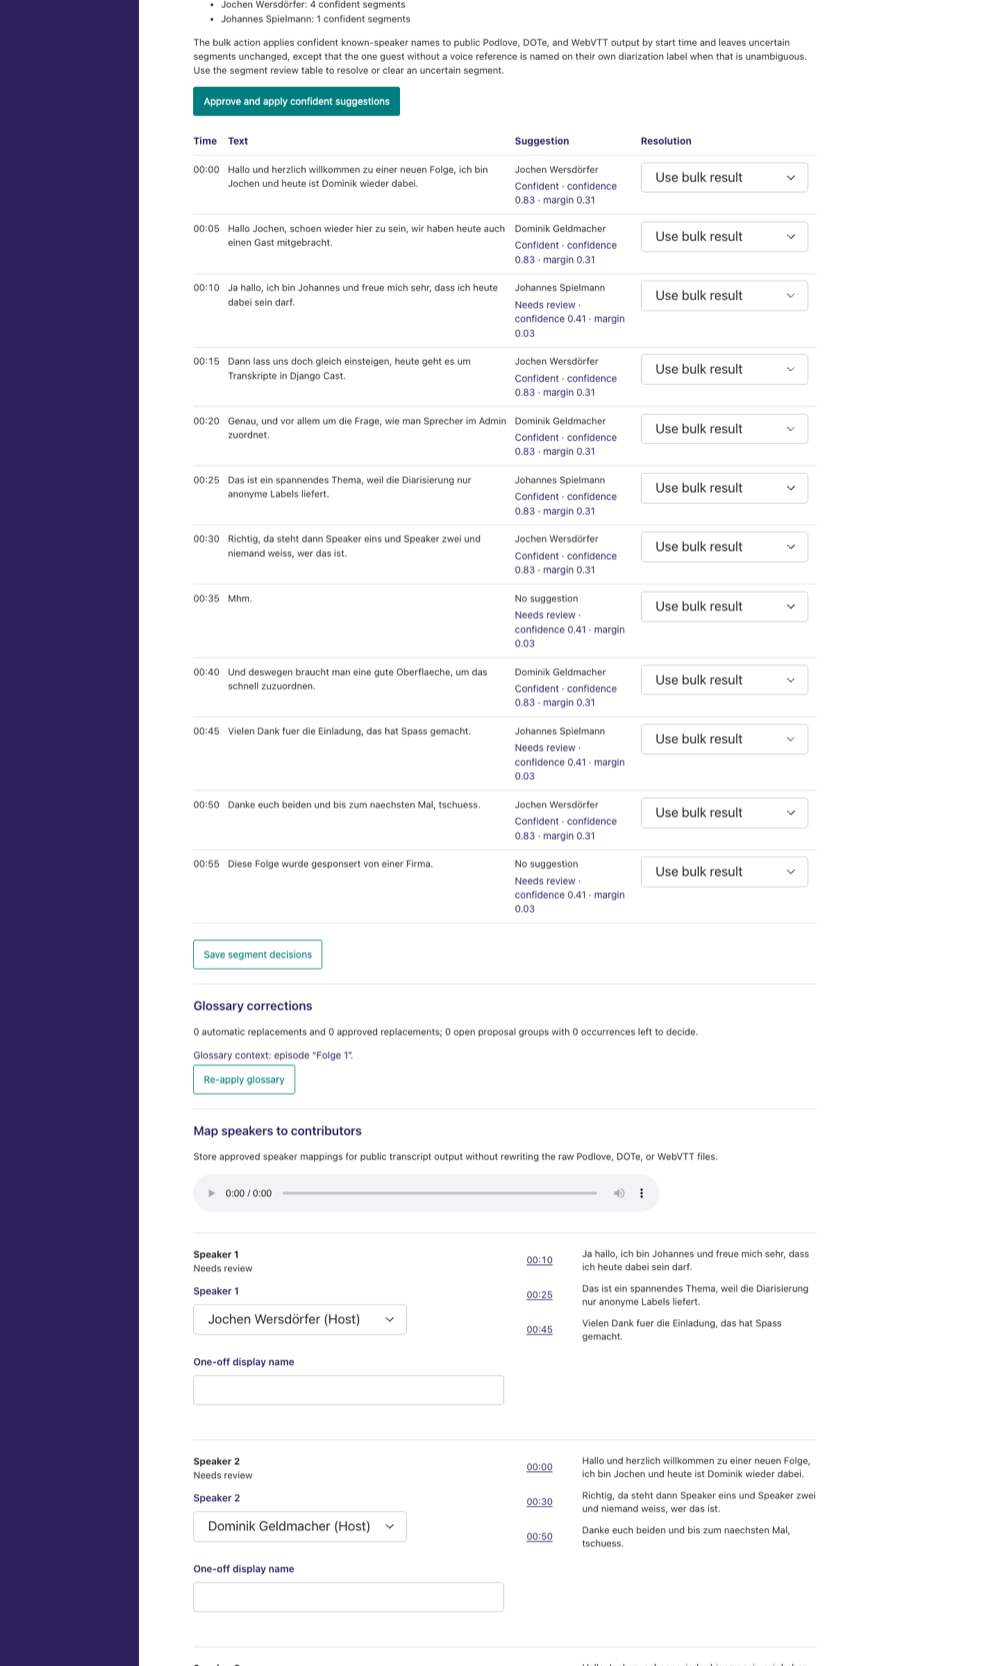 Jochen Wersdörfer: 4 confident segments
Johannes Spielmann: 1 confident segments
The bulk action applies confident known-speaker names to public Podlove, DOTe, and WebVTT output by start time and leaves uncertain
segments unchanged, except that the one guest without a voice reference is named on their own diarization label when that is unambiguous.
Use the segment review table to resolve or clear an uncertain segment.
Approve and apply confident suggestions
Time Text Suggestion Resolution
00:00 Hallo und herzlich willkommen zu einer neuen Folge, ich bin
Jochen und heute ist Dominik wieder dabei.
Jochen Wersdörfer
Confident · confidence
0.83 · margin 0.31
Use bulk result
00:05 Hallo Jochen, schoen wieder hier zu sein, wir haben heute auch
einen Gast mitgebracht.
Dominik Geldmacher
Confident · confidence
0.83 · margin 0.31
Use bulk result
00:10 Ja hallo, ich bin Johannes und freue mich sehr, dass ich heute
dabei sein darf.
Johannes Spielmann
Needs review ·
confidence 0.41 · margin
0.03
Use bulk result
00:15 Dann lass uns doch gleich einsteigen, heute geht es um
Transkripte in Django Cast.
Jochen Wersdörfer
Confident · confidence
0.83 · margin 0.31
Use bulk result
00:20 Genau, und vor allem um die Frage, wie man Sprecher im Admin
zuordnet.
Dominik Geldmacher
Confident · confidence
0.83 · margin 0.31
Use bulk result
00:25 Das ist ein spannendes Thema, weil die Diarisierung nur
anonyme Labels liefert.
Johannes Spielmann
Confident · confidence
0.83 · margin 0.31
Use bulk result
00:30 Richtig, da steht dann Speaker eins und Speaker zwei und
niemand weiss, wer das ist.
Jochen Wersdörfer
Confident · confidence
0.83 · margin 0.31
Use bulk result
00:35 Mhm.
No suggestion
Needs review ·
confidence 0.41 · margin
0.03
Use bulk result
00:40 Und deswegen braucht man eine gute Oberflaeche, um das
schnell zuzuordnen.
Dominik Geldmacher
Confident · confidence
0.83 · margin 0.31
Use bulk result
00:45 Vielen Dank fuer die Einladung, das hat Spass gemacht.
Johannes Spielmann
Needs review ·
confidence 0.41 · margin
0.03
Use bulk result
00:50 Danke euch beiden und bis zum naechsten Mal, tschuess.
Jochen Wersdörfer
Confident · confidence
0.83 · margin 0.31
Use bulk result
00:55 Diese Folge wurde gesponsert von einer Firma.
No suggestion
Needs review ·
confidence 0.41 · margin
0.03
Use bulk result
Save segment decisions
Glossary corrections
0 automatic replacements and 0 approved replacements; 0 open proposal groups with 0 occurrences left to decide.
Glossary context: episode "Folge 1".
Re-apply glossary
Map speakers to contributors
Store approved speaker mappings for public transcript output without rewriting the raw Podlove, DOTe, or WebVTT files.
0:00 / 0:00
Speaker 1
Needs review
Speaker 1
Jochen Wersdörfer (Host)
One-off display name
00:10 Ja hallo, ich bin Johannes und freue mich sehr, dass
ich heute dabei sein darf.
00:25 Das ist ein spannendes Thema, weil die Diarisierung
nur anonyme Labels liefert.
00:45 Vielen Dank fuer die Einladung, das hat Spass
gemacht.
Speaker 2
Needs review
Speaker 2
Dominik Geldmacher (Host)
One-off display name
00:00 Hallo und herzlich willkommen zu einer neuen Folge,
ich bin Jochen und heute ist Dominik wieder dabei.
00:30 Richtig, da steht dann Speaker eins und Speaker zwei
und niemand weiss, wer das ist.
00:50 Danke euch beiden und bis zum naechsten Mal,
tschuess.